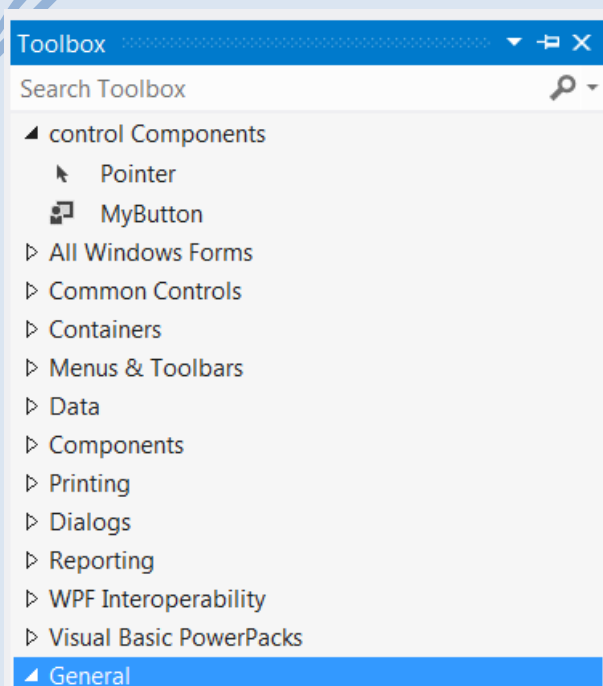 Toolbox
Search Toolbox
control Components
Pointer
MyButton
All Windows Forms
Common Controls
Containers
Menus & Toolbars
Data
Components
Printing
Dialogs
Reporting
WPF Interoperability
Visual Basic PowerPacks
General